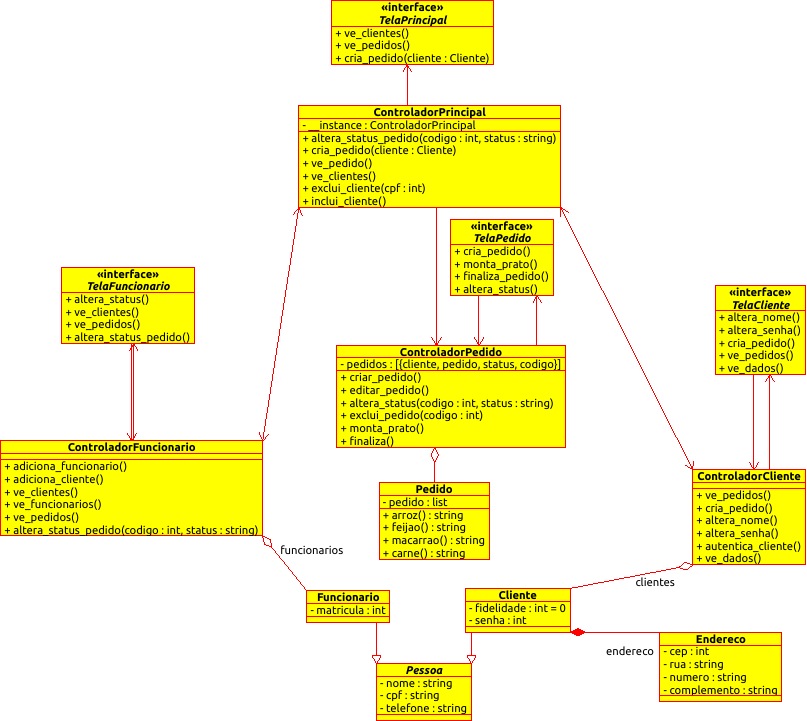 «interface»
TelaPrincipal
+ ve_clientes()
+ ve_pedidos()
+ cria_pedido(cliente : Cliente)
ControladorPrincipal
- __instance : ControladorPrincipal
+ altera_status_pedido(codigo : int, status : string)
+ cria_pedido(cliente : Cliente)
+ ve_pedido()
+ ve_clientes()
+ exclui_cliente(cpf : int)
+ inclui_cliente()
«interface»
TelaPedido
+ cria_pedido()
+ monta_prato()
+ finaliza_pedido()
+ altera_status()
«interface»
TelaFuncionario
+ altera_status()
+ ve_clientes()
+ ve_pedidos()
+ altera_status_pedido()
«interface»
TelaCliente
+ altera_nome()
+ altera_senha()
+ cria_pedido()
+ ve_pedidos()
+ ve_dados()
ControladorPedido
- pedidos : [{cliente, pedido, status, codigo}]
+ criar_pedido()
+ editar_pedido()
+ altera_status(codigo : int, status : string)
+ exclui_pedido(codigo : int)
+ monta_prato()
+ finaliza()
ControladorFuncionario
+ adiciona_funcionario()
+ adiciona_cliente()
+ ve_clientes()
+ ve_funcionarios()
+ ve_pedidos()
+ altera_status_pedido(codigo : int, status : string)
ControladorCliente
+ ve_pedidos()
+ cria_pedido()
+ altera_nome()
+ altera_senha()
+ autentica_cliente()
+ ve_dados()
Pedido
- pedido : list
+ arroz() : string
+ feijao() : string
+ macarrao() : string
+ carne() : string
funcionarios
clientes
Funcionario
- matricula : int
Cliente
- fidelidade : int = 0
- senha : int
endereco
Endereco
- cep : int
- rua : string
- numero : string
- complemento : string
Pessoa
- nome : string
- cpf : string
- telefone : string